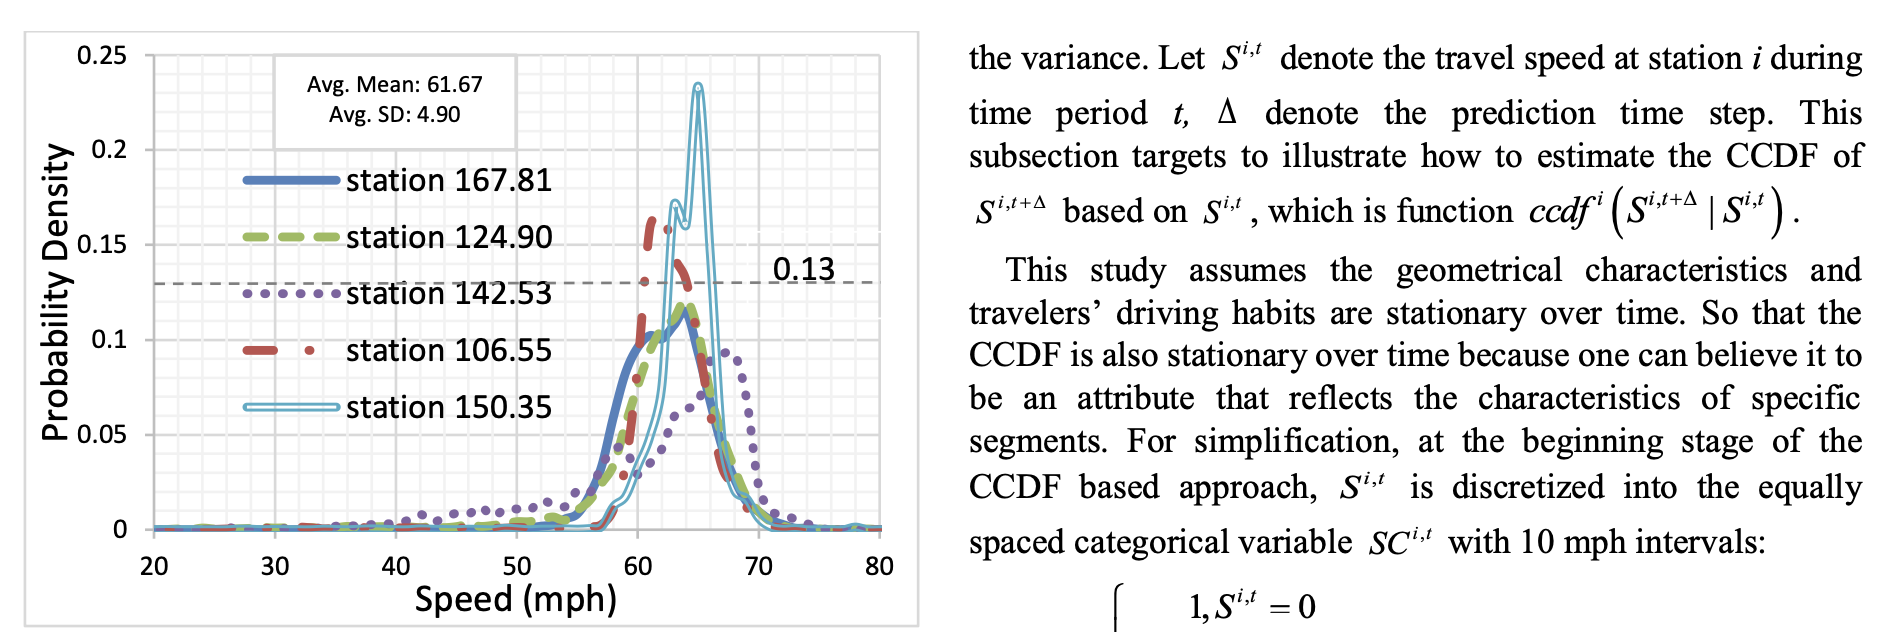 0.25
0.2
0.15
0.1
0.05
0
Probability Density
Avg. Mean: 61.67
Avg. SD: 4.90
station 167.81
station 124.90
station 142.53
station 106.55
station 150.35
0.13
20 30 40 50 60 70 80
Speed (mph)
the variance. Let S^{i,t} denote the travel speed at station i during
time period t, Δ denote the prediction time step. This
subsection targets to illustrate how to estimate the CCDF of
S^{i,t+Δ} based on S^{i,t}, which is function ccdf^i (S^{i,t+Δ} | S^{i,t}).
This study assumes the geometrical characteristics and
travelers’ driving habits are stationary over time. So that the
CCDF is also stationary over time because one can believe it to
be an attribute that reflects the characteristics of specific
segments. For simplification, at the beginning stage of the
CCDF based approach, S^{i,t} is discretized into the equally
spaced categorical variable SC^{i,t} with 10 mph intervals:
1, S^{i,t} = 0